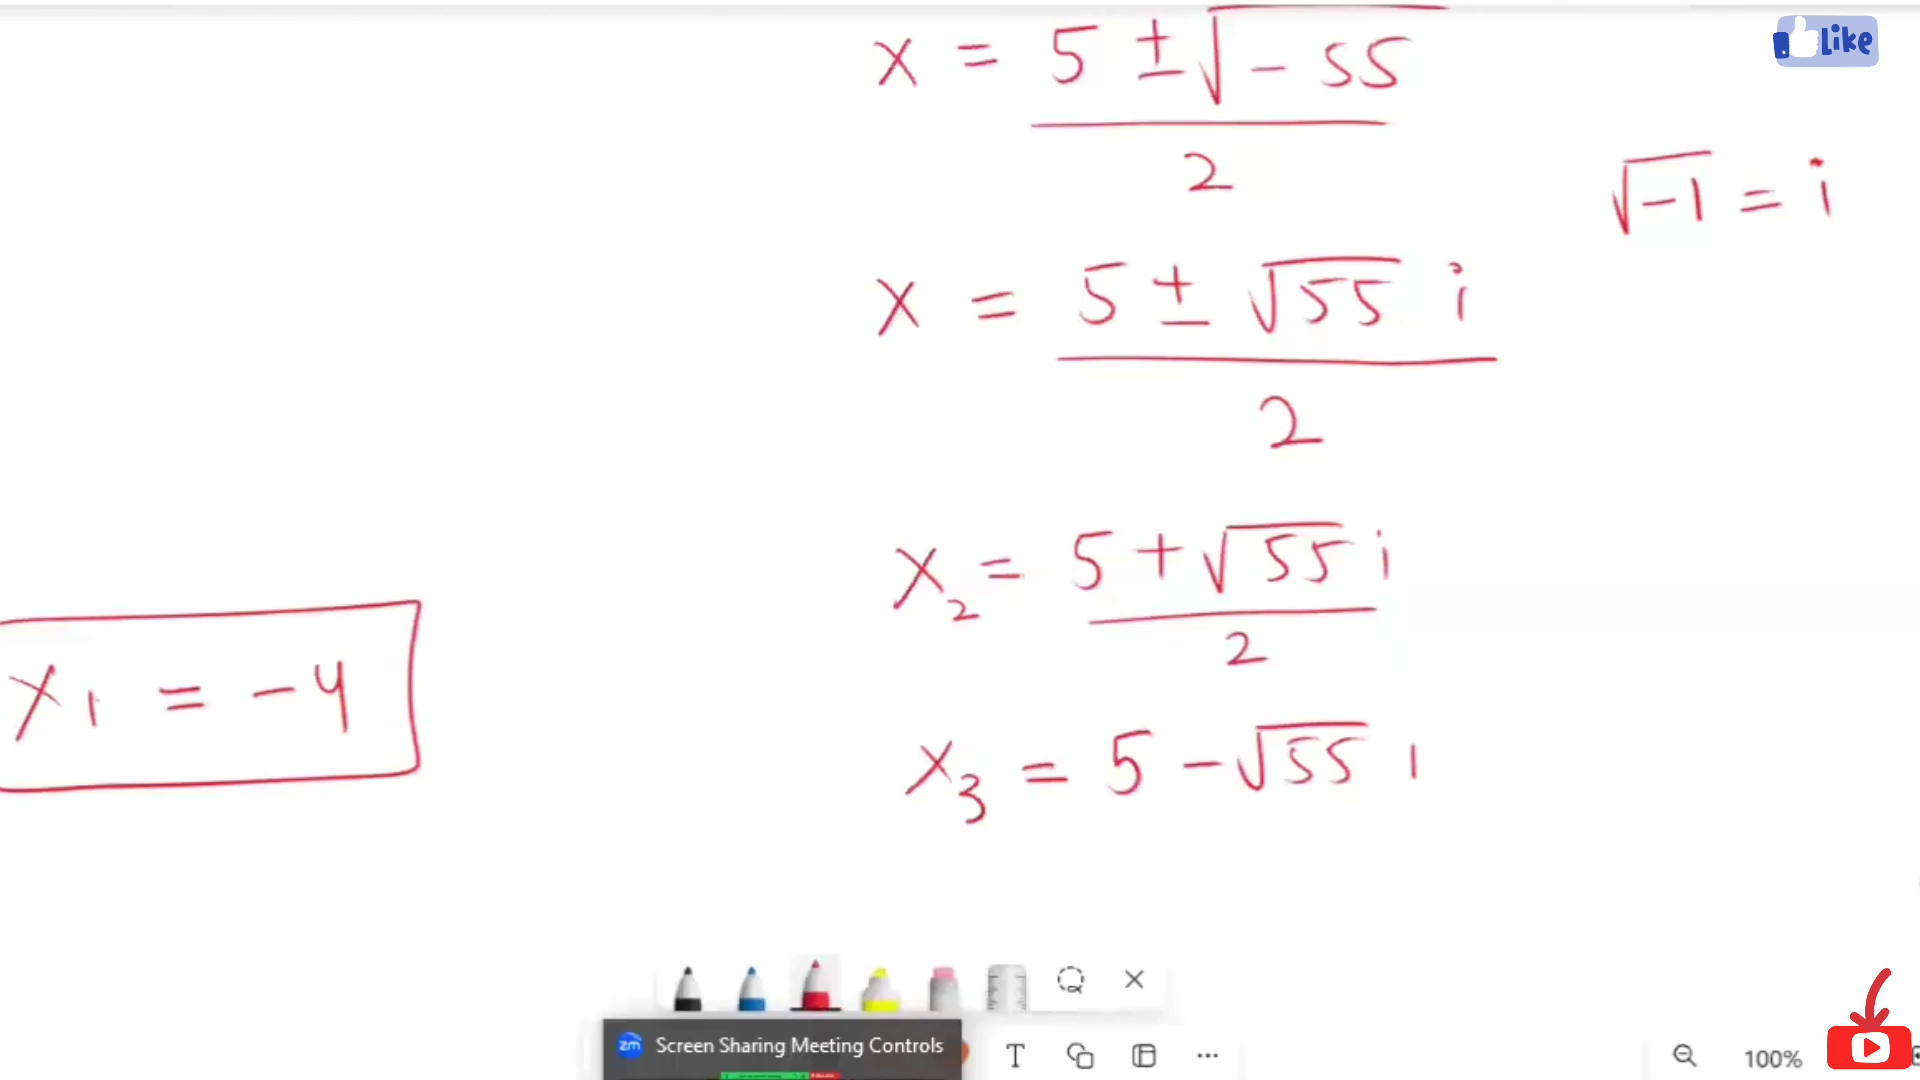 Like
x = 5 ± √-55
2
√-1 = i
x = 5 ± √55 i
2
x₂ = 5 + √55 i
2
x₁ = -4
x₃ = 5 - √55 i
zm Screen Sharing Meeting Controls
T
100%